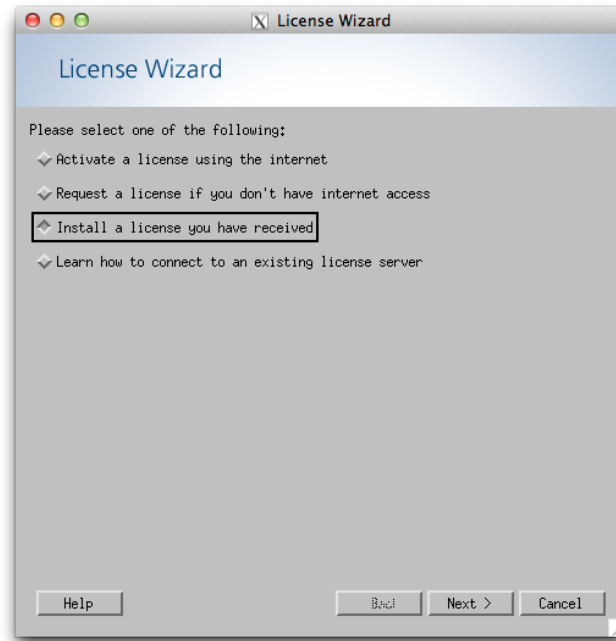 License Wizard
License Wizard
Please select one of the following:
Activate a license using the internet
Request a license if you don't have internet access
Install a license you have received
Learn how to connect to an existing license server
Help
Next >
Cancel